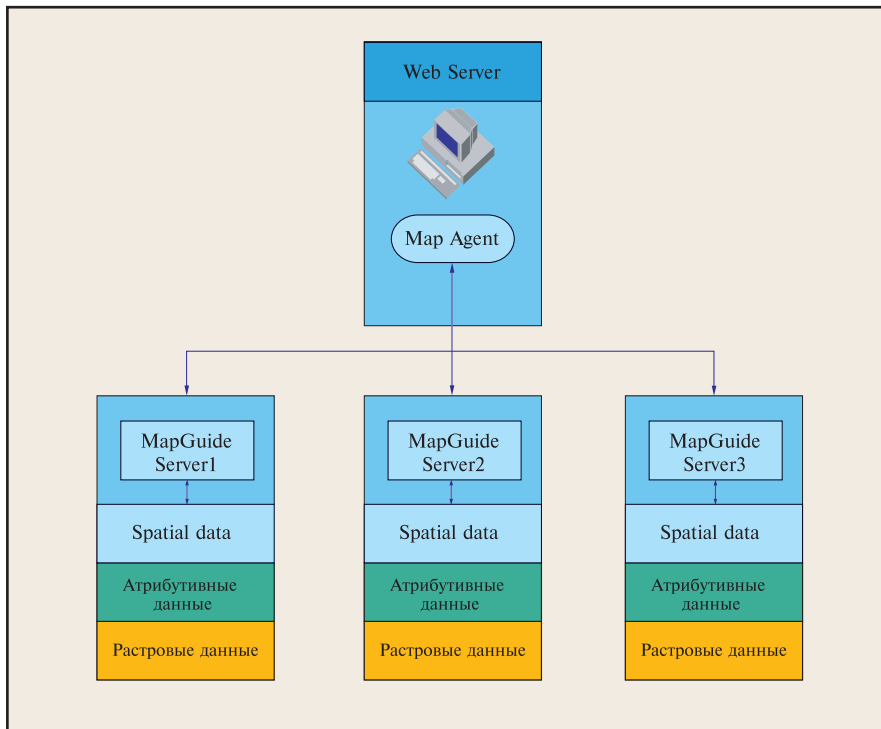 Web Server
Map Agent
MapGuide
Server1
MapGuide
Server2
MapGuide
Server3
Spatial data
Spatial data
Spatial data
Атрибутивные
данные
Атрибутивные
данные
Атрибутивные
данные
Растровые данные
Растровые данные
Растровые данные